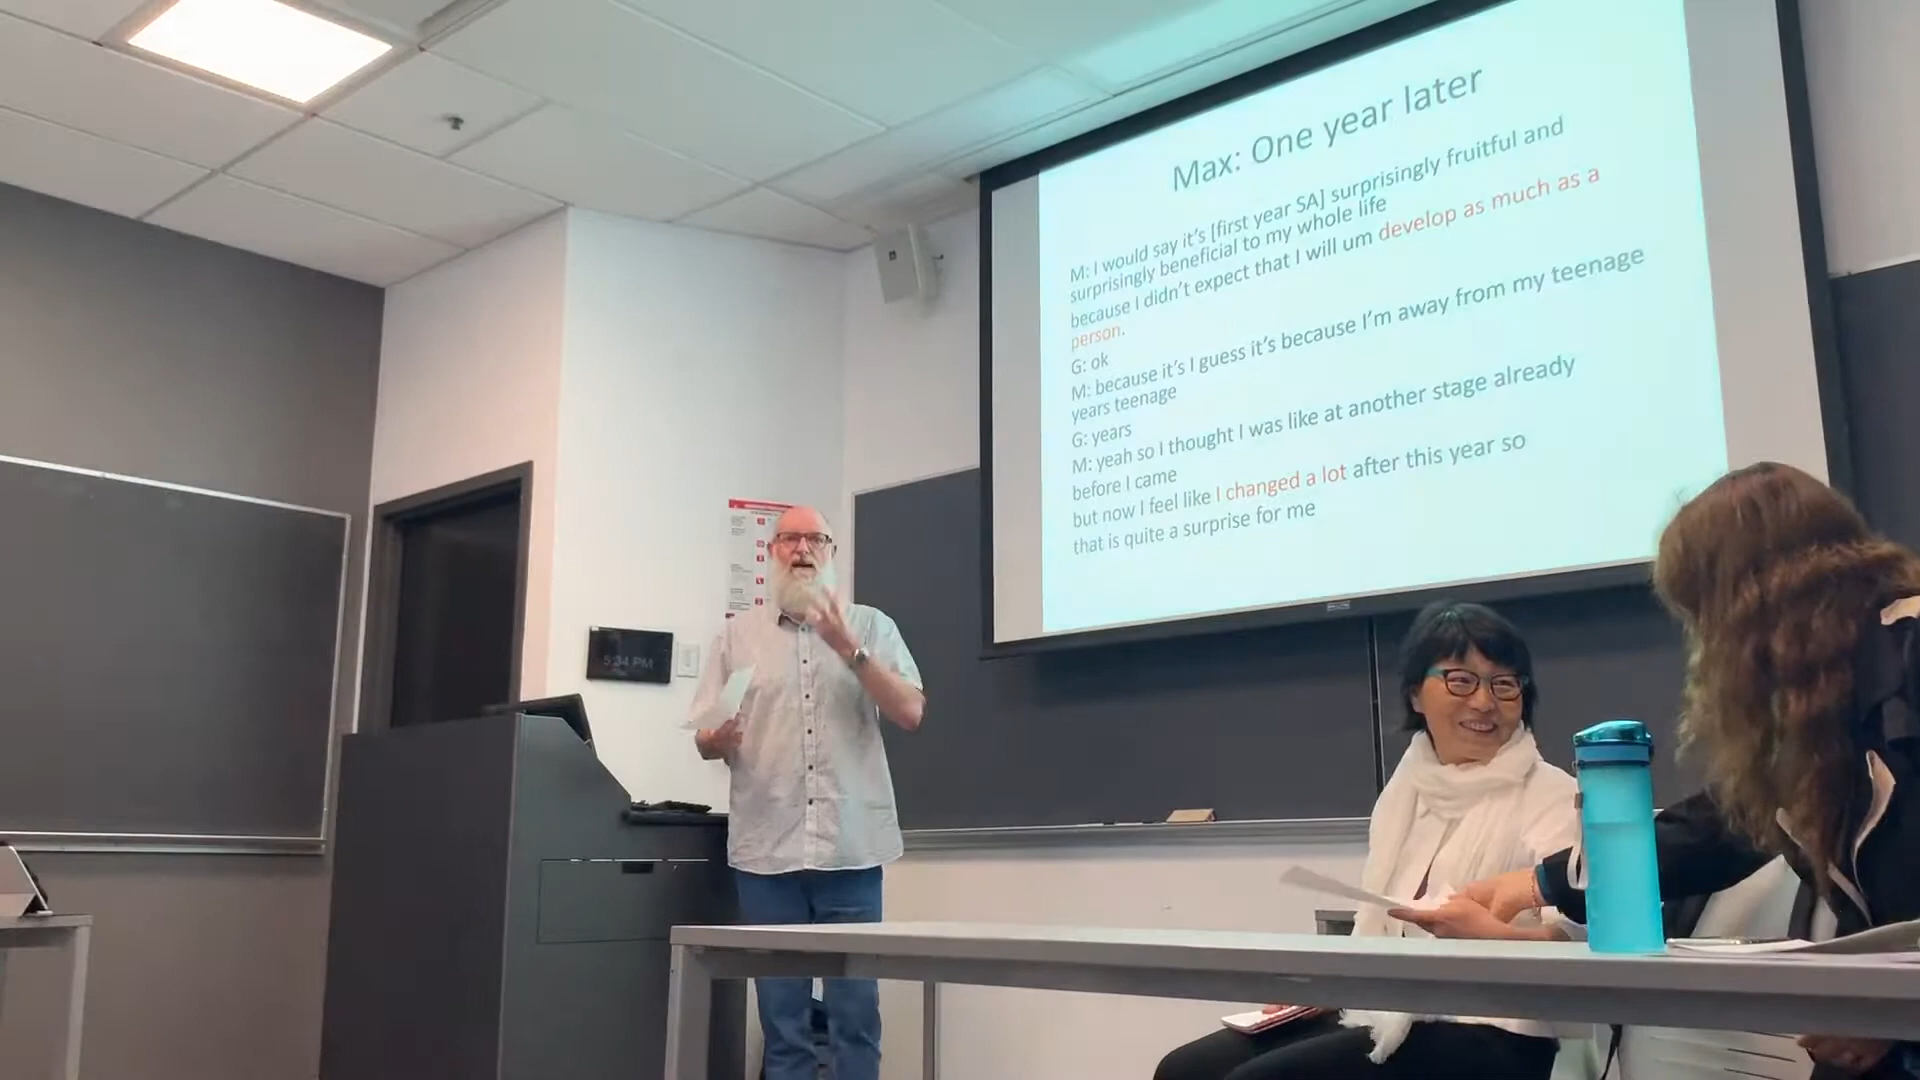 Max: One year later
M: I would say it's [first year SA] surprisingly fruitful and
surprisingly beneficial to my whole life
because I didn't expect that I will um develop as much as a
person.
G: ok
M: because it's I guess it's because I'm away from my teenage
years teenage
G: years
M: yeah so I thought I was like at another stage already
before I came
but now I feel like I changed a lot after this year so
that is quite a surprise for me
5:34 PM